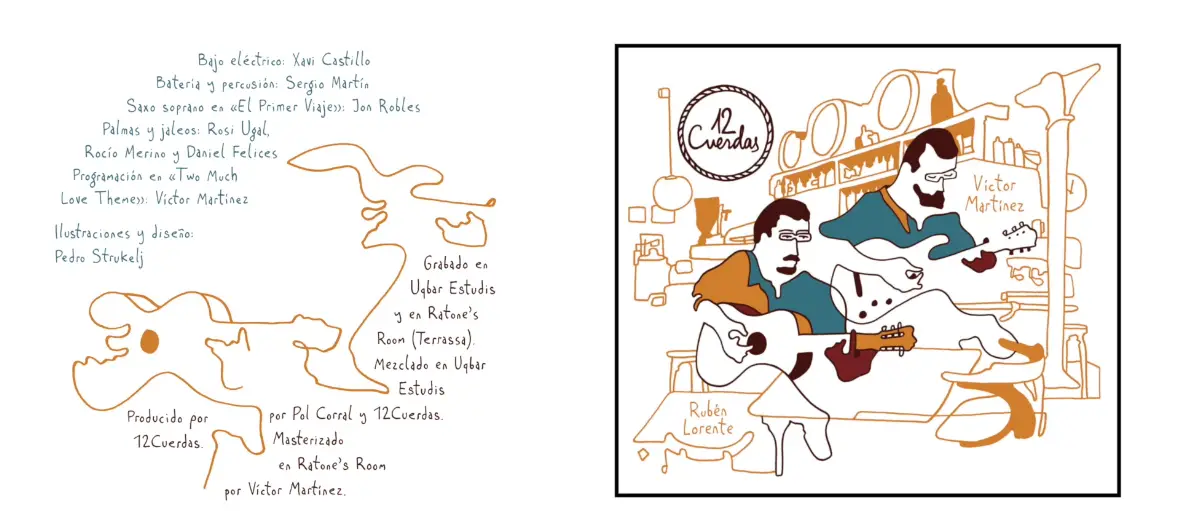 Bajo eléctrico: Xavi Castillo
Batería y percusión: Sergio Martín
Saxo soprano en «El Primer Viaje»: Jon Robles
Palmas y jaleos: Rosi Ugal,
Rocío Merino y Daniel Felices
Programación en «Two Much
Love Theme»: Víctor Martínez
Ilustraciones y diseño:
Pedro Strukelj
Grabado en
Uqbar Estudis
y en Ratone's
Room (Terrassa).
Mezclado en Uqbar
Estudis
por Pol Corral y 12Cuerdas.
Masterizado
en Ratone's Room
por Víctor Martínez.
Producido por
12Cuerdas.
12
Cuerdas
Víctor
Martínez
Rubén
Lorente